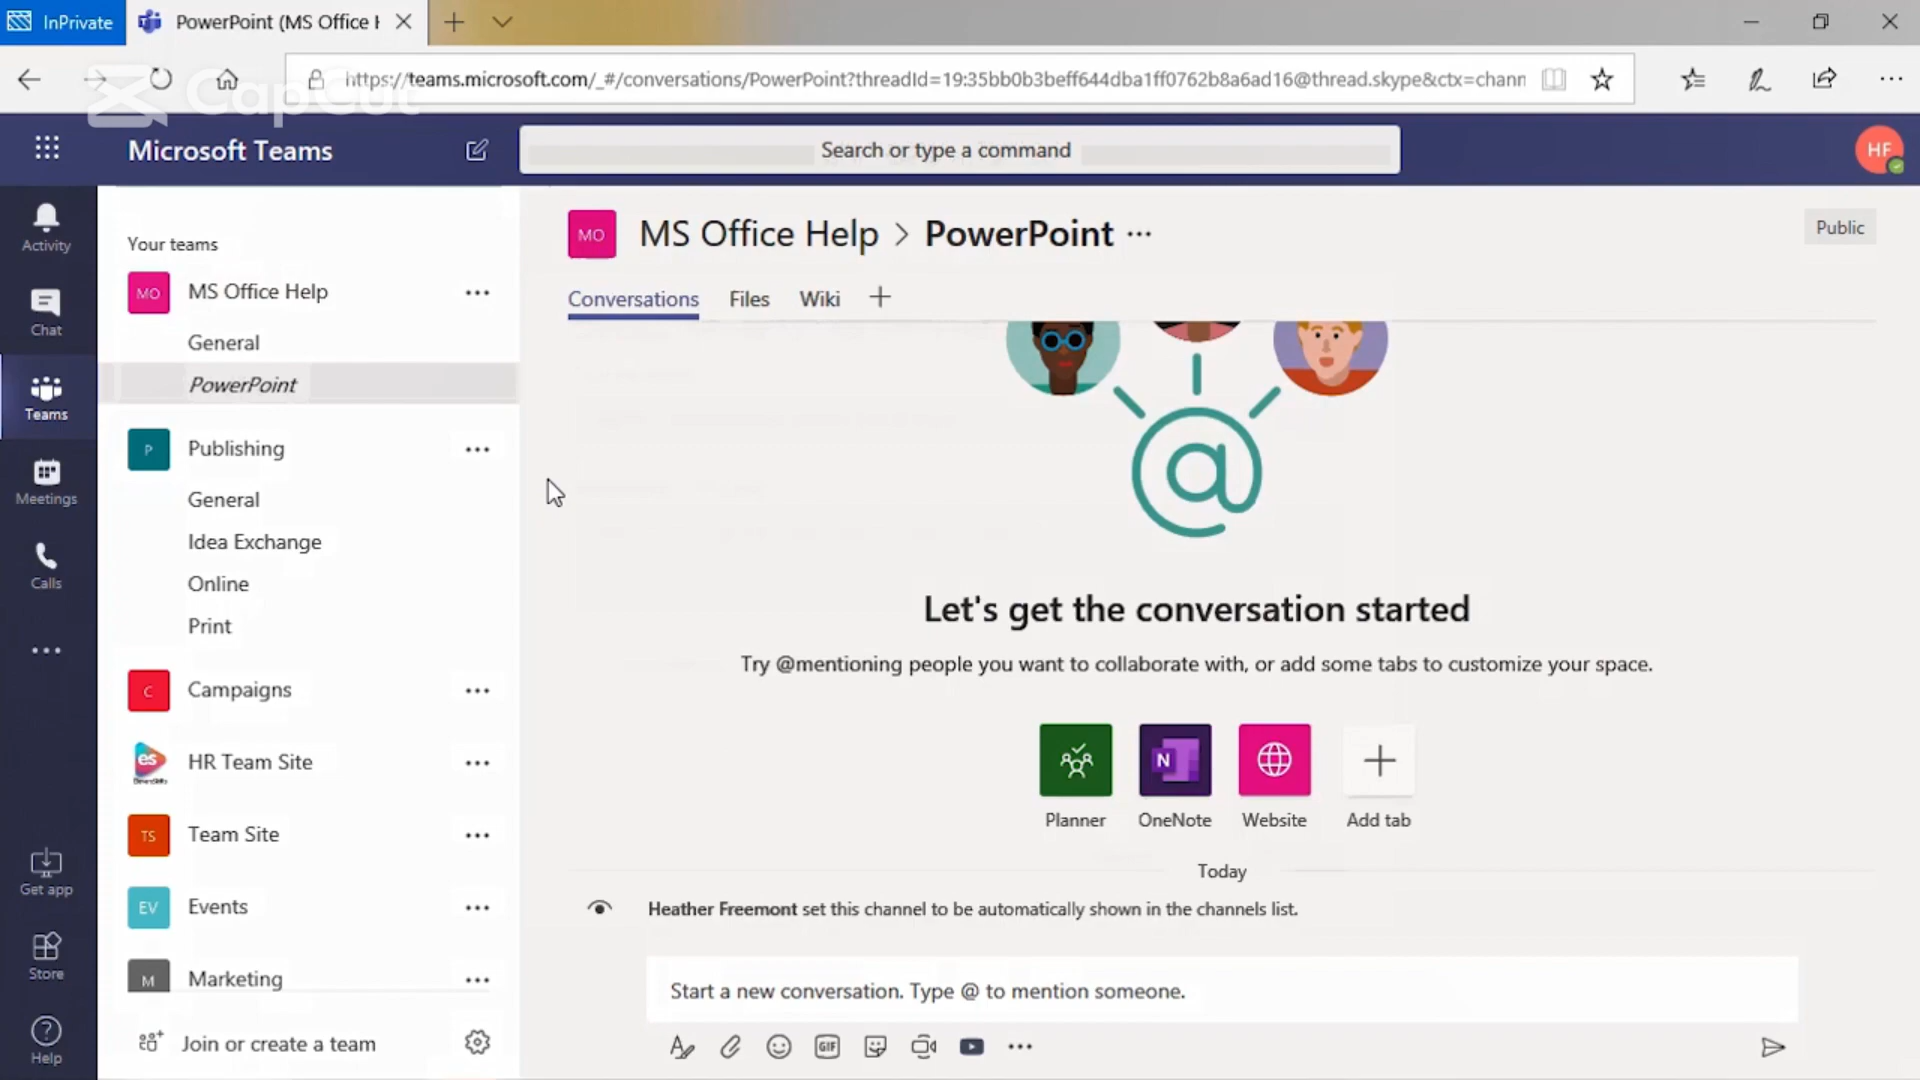 InPrivate
PowerPoint (MS Office H
https://teams.microsoft.com/_#/conversations/PowerPoint?threadId=19:35bb0b3beff644dba1ff0762b8a6ad16@thread.skype&ctx=chann
CapCut
Microsoft Teams
Search or type a command
HF
Activity
Chat
Teams
Meetings
Calls
Get app
Store
Help
Your teams
MO MS Office Help
General
PowerPoint
P Publishing
General
Idea Exchange
Online
Print
C Campaigns
es HR Team Site
TS Team Site
EV Events
M Marketing
Join or create a team
MO MS Office Help > PowerPoint ...
Public
Conversations Files Wiki +
@
Let's get the conversation started
Try @mentioning people you want to collaborate with, or add some tabs to customize your space.
N
Planner OneNote Website Add tab
Today
Heather Freemont set this channel to be automatically shown in the channels list.
Start a new conversation. Type @ to mention someone.
GIF